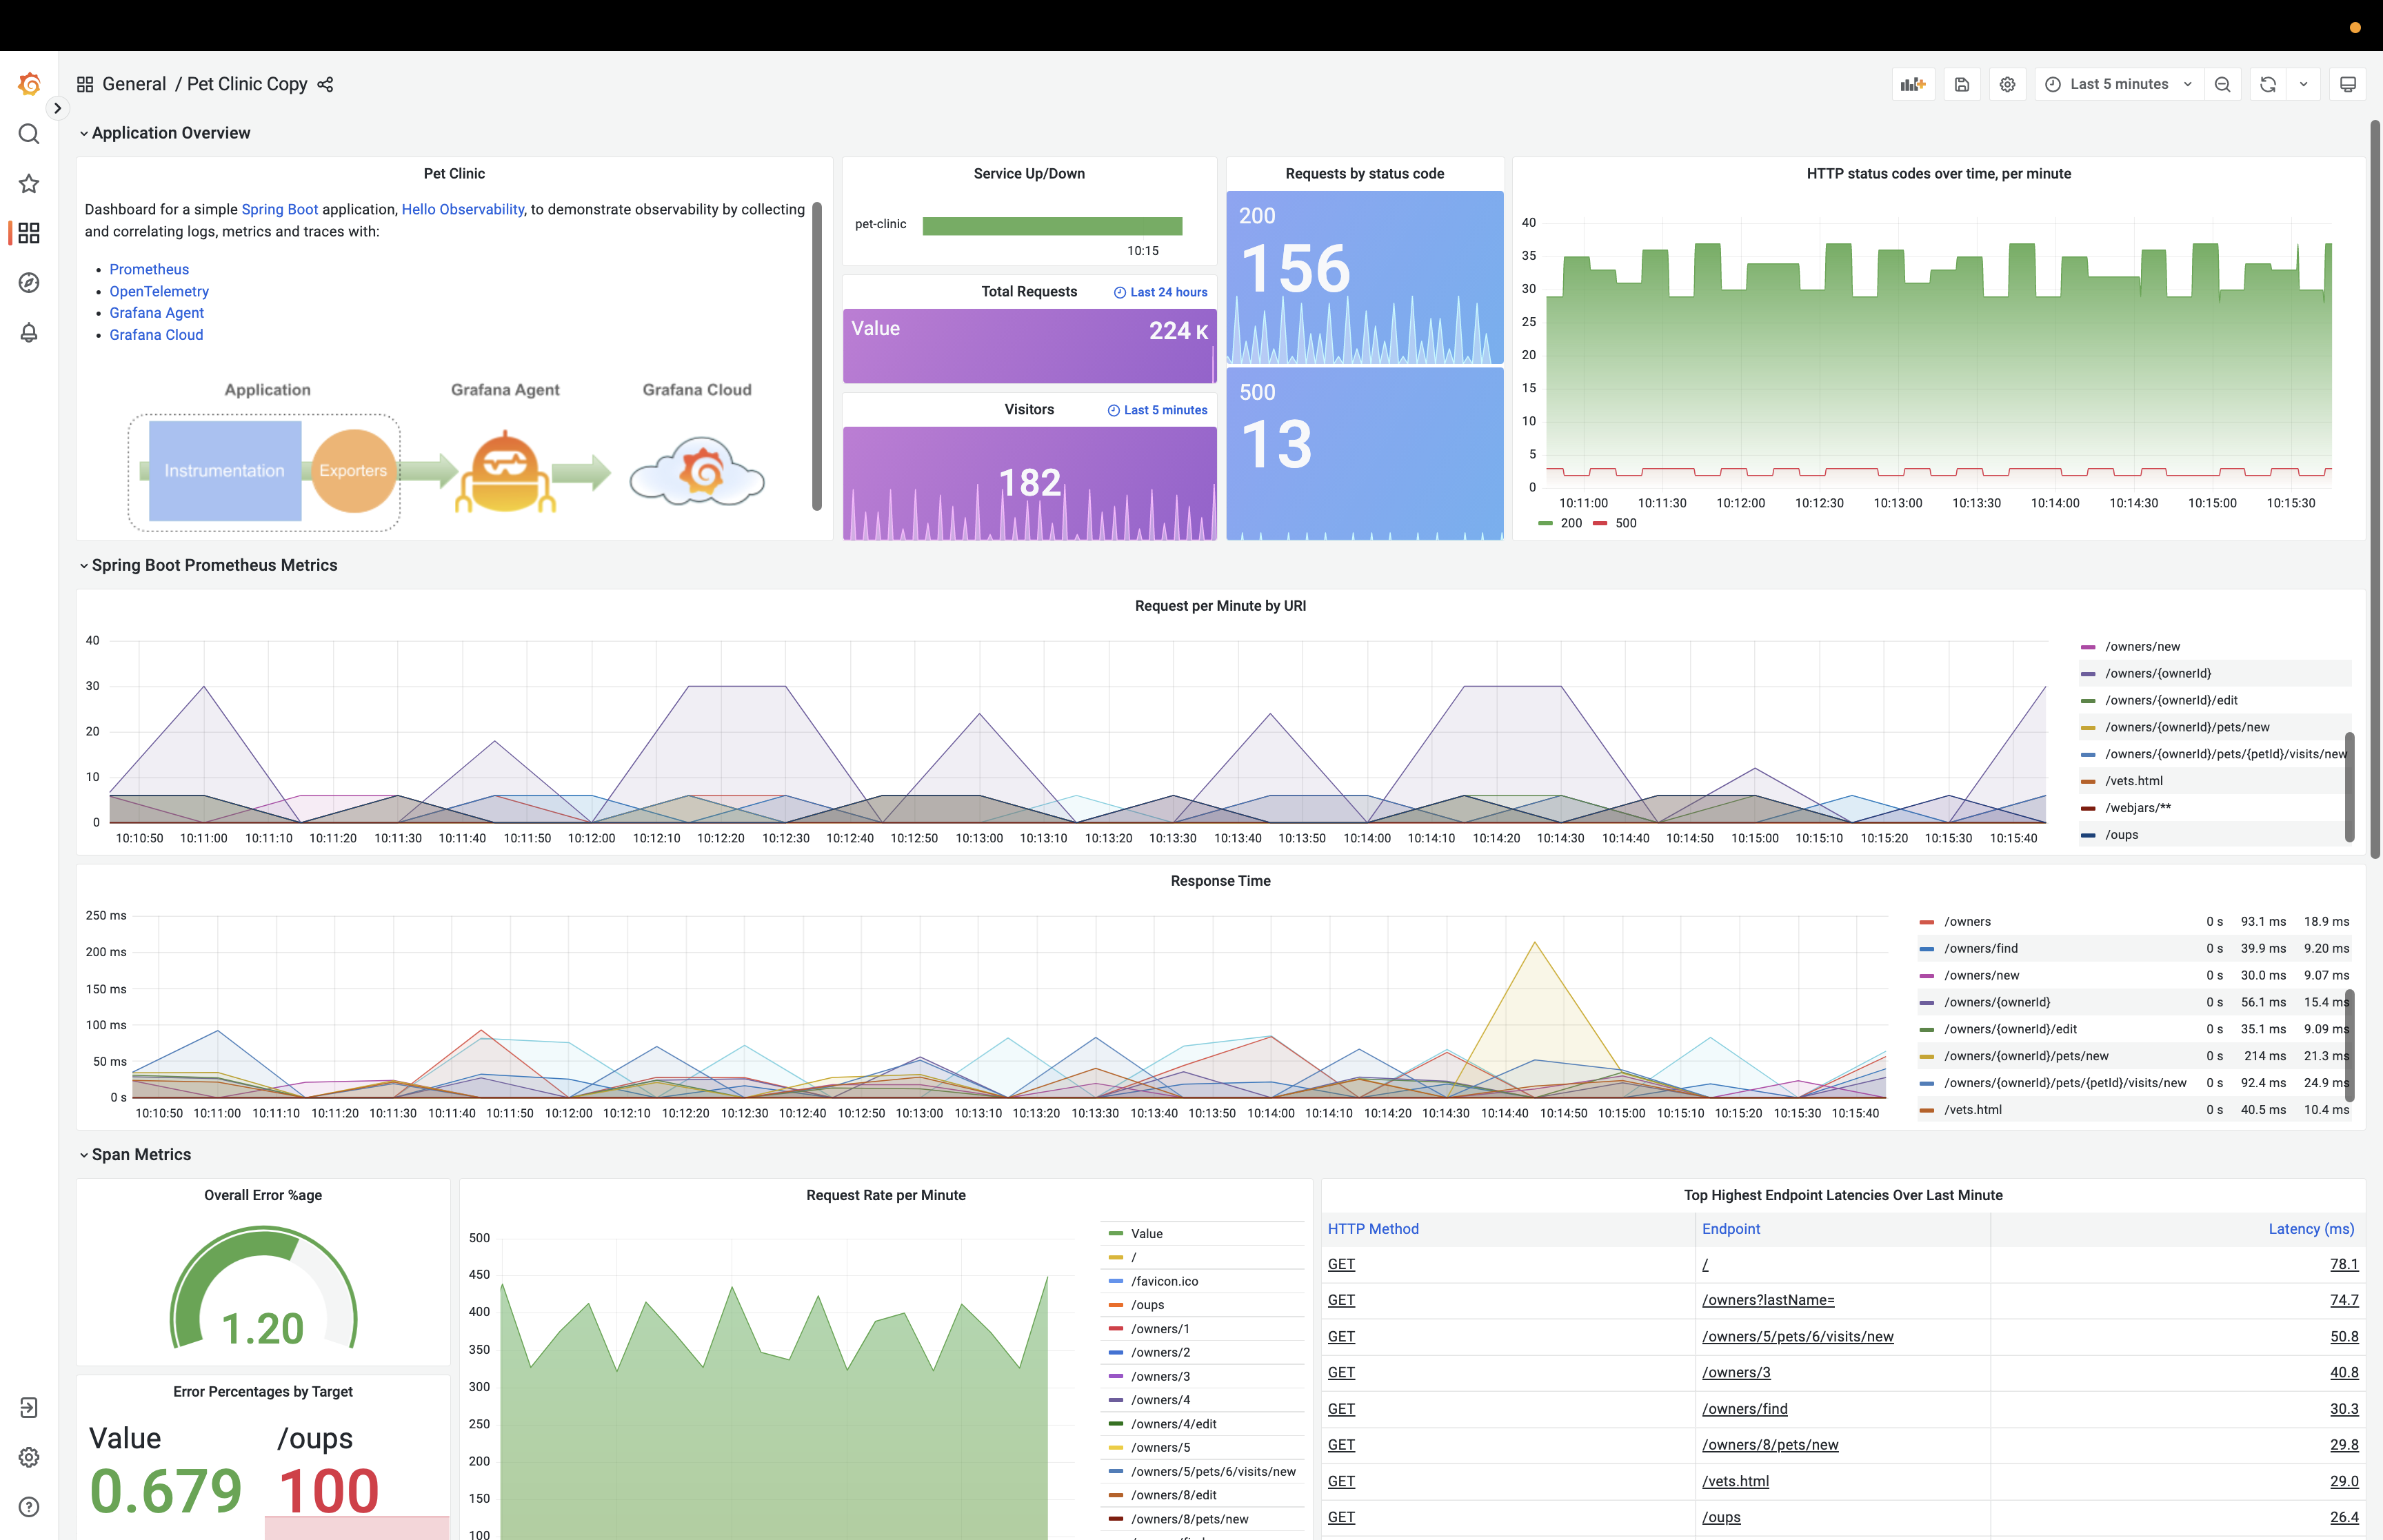 General / Pet Clinic Copy
Last 5 minutes
Application Overview
Pet Clinic
Dashboard for a simple Spring Boot application, Hello Observability, to demonstrate observability by collecting
and correlating logs, metrics and traces with:
• Prometheus
• OpenTelemetry
• Grafana Agent
• Grafana Cloud
Application
Grafana Agent
Grafana Cloud
Instrumentation
Exporters
Service Up/Down
pet-clinic
10:15
Total Requests
Last 24 hours
Value
224 K
Visitors
Last 5 minutes
182
Requests by status code
200
156
500
13
HTTP status codes over time, per minute
40
35
30
25
20
15
10
5
0
10:11:00 10:11:30 10:12:00 10:12:30 10:13:00 10:13:30 10:14:00 10:14:30 10:15:00 10:15:30
200 500
Spring Boot Prometheus Metrics
Request per Minute by URI
40
30
20
10
0
10:10:50 10:11:00 10:11:10 10:11:20 10:11:30 10:11:40 10:11:50 10:12:00 10:12:10 10:12:20 10:12:30 10:12:40 10:12:50 10:13:00 10:13:10 10:13:20 10:13:30 10:13:40 10:13:50 10:14:00 10:14:10 10:14:20 10:14:30 10:14:40 10:14:50 10:15:00 10:15:10 10:15:20 10:15:30 10:15:40
/owners/new
/owners/{ownerId}
/owners/{ownerId}/edit
/owners/{ownerId}/pets/new
/owners/{ownerId}/pets/{petId}/visits/new
/vets.html
/webjars/**
/oups
Response Time
250 ms
200 ms
150 ms
100 ms
50 ms
0 s
10:10:50 10:11:00 10:11:10 10:11:20 10:11:30 10:11:40 10:11:50 10:12:00 10:12:10 10:12:20 10:12:30 10:12:40 10:12:50 10:13:00 10:13:10 10:13:20 10:13:30 10:13:40 10:13:50 10:14:00 10:14:10 10:14:20 10:14:30 10:14:40 10:14:50 10:15:00 10:15:10 10:15:20 10:15:30 10:15:40
/owners 0 s 93.1 ms 18.9 ms
/owners/find 0 s 39.9 ms 9.20 ms
/owners/new 0 s 30.0 ms 9.07 ms
/owners/{ownerId} 0 s 56.1 ms 15.4 ms
/owners/{ownerId}/edit 0 s 35.1 ms 9.09 ms
/owners/{ownerId}/pets/new 0 s 214 ms 21.3 ms
/owners/{ownerId}/pets/{petId}/visits/new 0 s 92.4 ms 24.9 ms
/vets.html 0 s 40.5 ms 10.4 ms
Span Metrics
Overall Error %age
1.20
Error Percentages by Target
Value /oups
0.679 100
Request Rate per Minute
500
450
400
350
300
250
200
150
100
Value
/
/favicon.ico
/oups
/owners/1
/owners/2
/owners/3
/owners/4
/owners/4/edit
/owners/5
/owners/5/pets/6/visits/new
/owners/8/edit
/owners/8/pets/new
Top Highest Endpoint Latencies Over Last Minute
HTTP Method Endpoint Latency (ms)
GET / 78.1
GET /owners?lastName= 74.7
GET /owners/5/pets/6/visits/new 50.8
GET /owners/3 40.8
GET /owners/find 30.3
GET /owners/8/pets/new 29.8
GET /vets.html 29.0
GET /oups 26.4